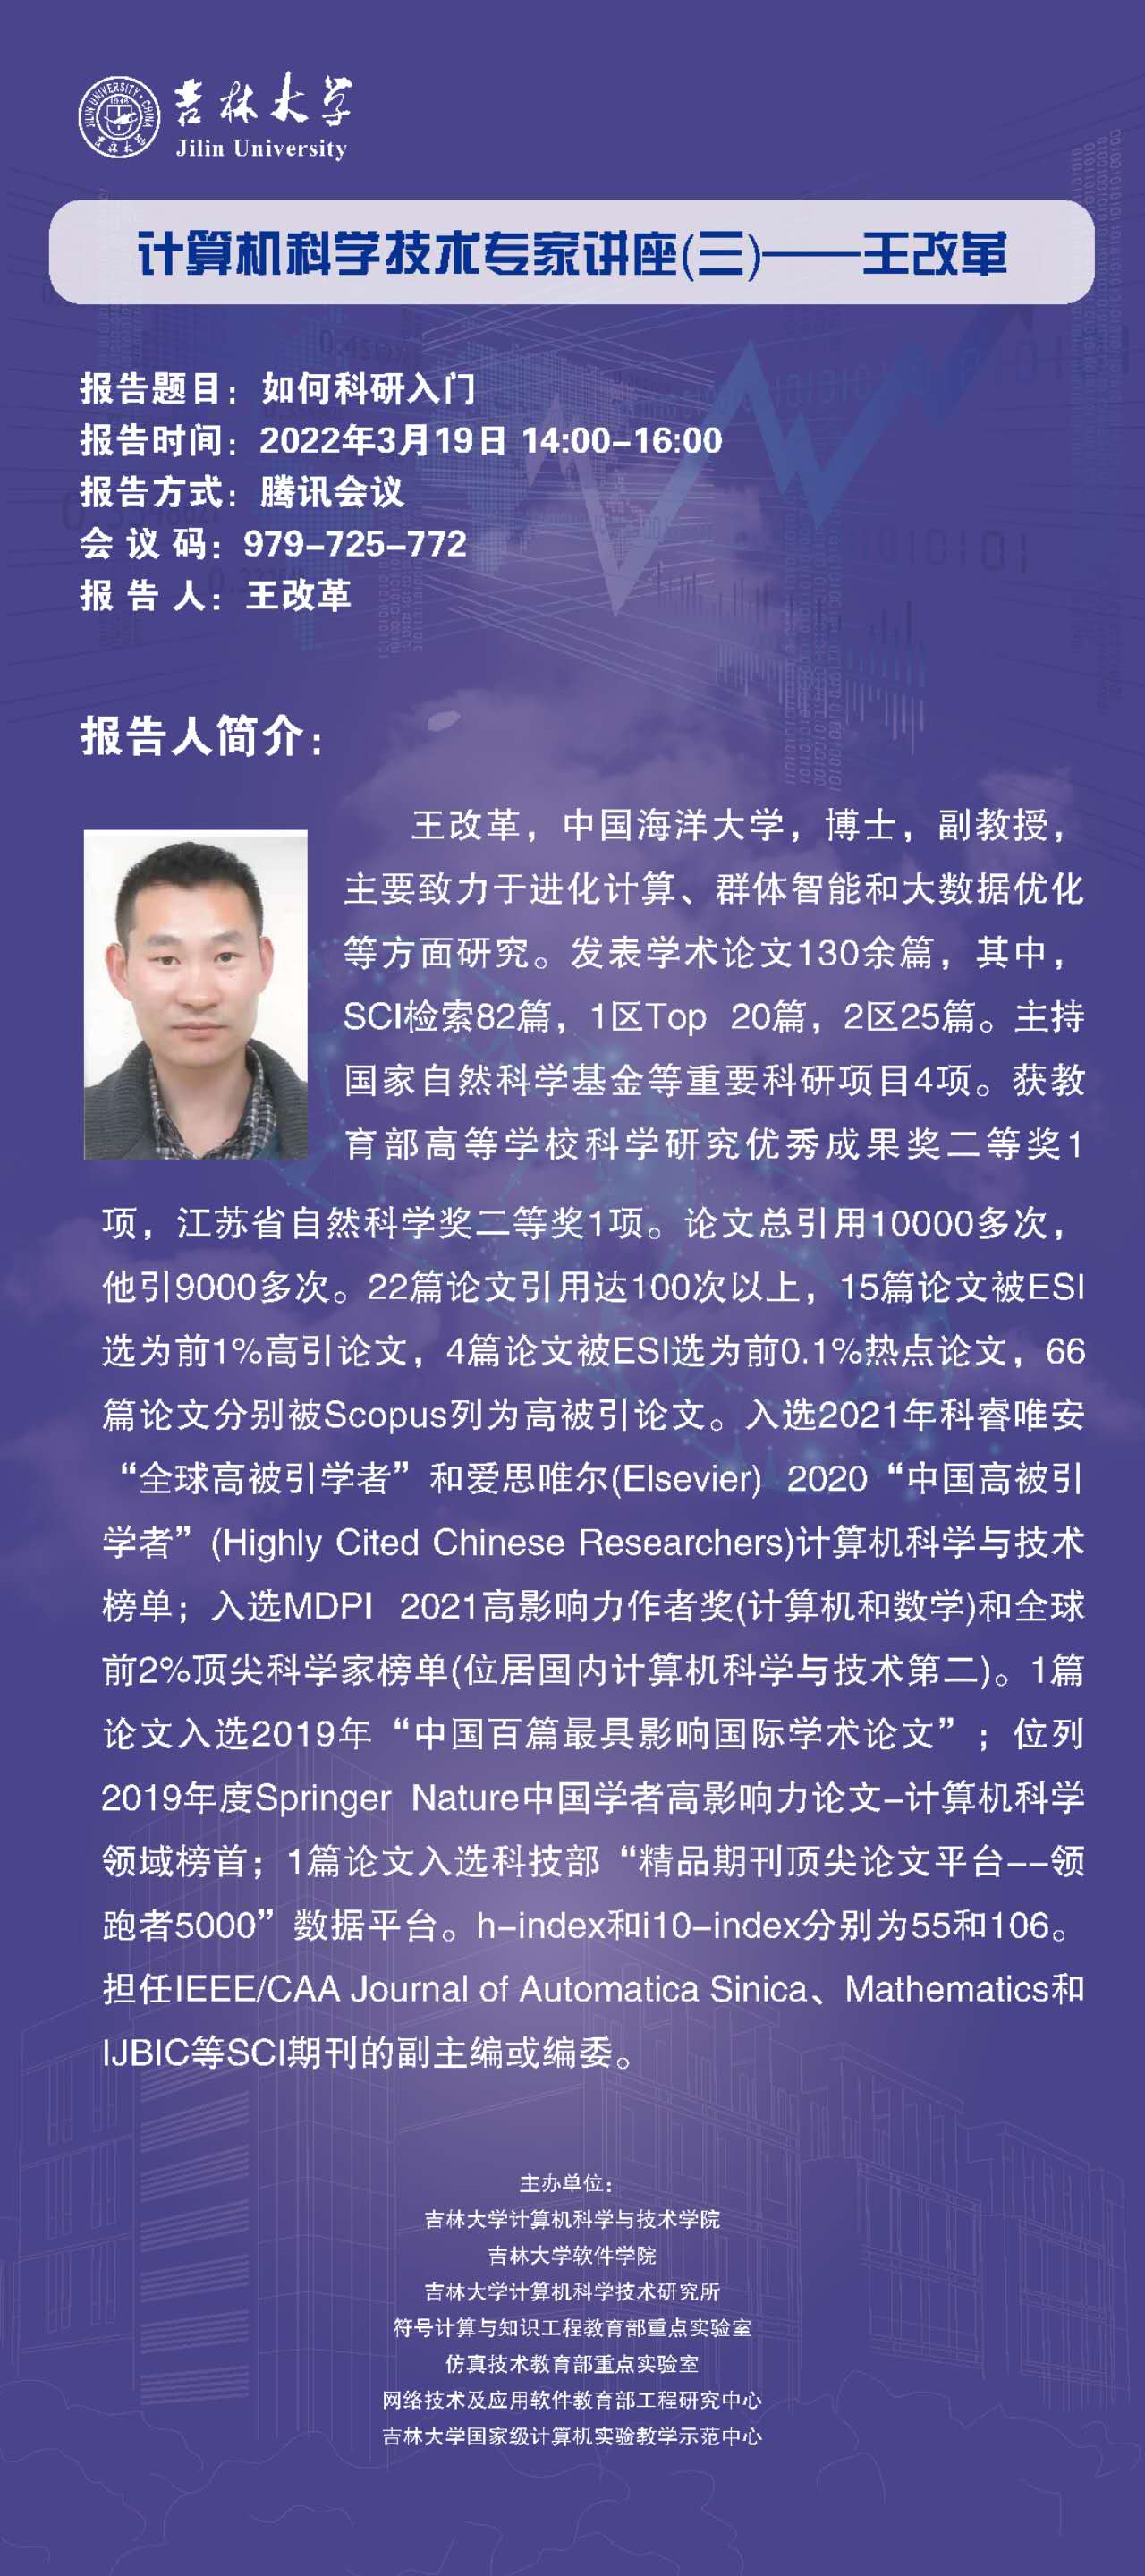 吉林大学
Jilin University
计算机科学技术专家讲座(三)——王改革
报告题目：如何科研入门
报告时间：2022年3月19日 14:00-16:00
报告方式：腾讯会议
会 议 码：979-725-772
报 告 人：王改革
报告人简介：
王改革，中国海洋大学，博士，副教授，
主要致力于进化计算、群体智能和大数据优化
等方面研究。发表学术论文130余篇，其中，
SCI检索82篇，1区Top 20篇，2区25篇。主持
国家自然科学基金等重要科研项目4项。获教
育部高等学校科学研究优秀成果奖二等奖1
项，江苏省自然科学奖二等奖1项。论文总引用10000多次，
他引9000多次。22篇论文引用达100次以上，15篇论文被ESI
选为前1%高引论文，4篇论文被ESI选为前0.1%热点论文，66
篇论文分别被Scopus列为高被引论文。入选2021年科睿唯安
“全球高被引学者”和爱思唯尔(Elsevier) 2020“中国高被引
学者”(Highly Cited Chinese Researchers)计算机科学与技术
榜单；入选MDPI 2021高影响力作者奖(计算机和数学)和全球
前2%顶尖科学家榜单(位居国内计算机科学与技术第二)。1篇
论文入选2019年“中国百篇最具影响国际学术论文”；位列
2019年度Springer Nature中国学者高影响力论文-计算机科学
领域榜首；1篇论文入选科技部“精品期刊顶尖论文平台--领
跑者5000”数据平台。h-index和i10-index分别为55和106。
担任IEEE/CAA Journal of Automatica Sinica、Mathematics和
IJBIC等SCI期刊的副主编或编委。
主办单位：
吉林大学计算机科学与技术学院
吉林大学软件学院
吉林大学计算机科学技术研究所
符号计算与知识工程教育部重点实验室
仿真技术教育部重点实验室
网络技术及应用软件教育部工程研究中心
吉林大学国家级计算机实验教学示范中心